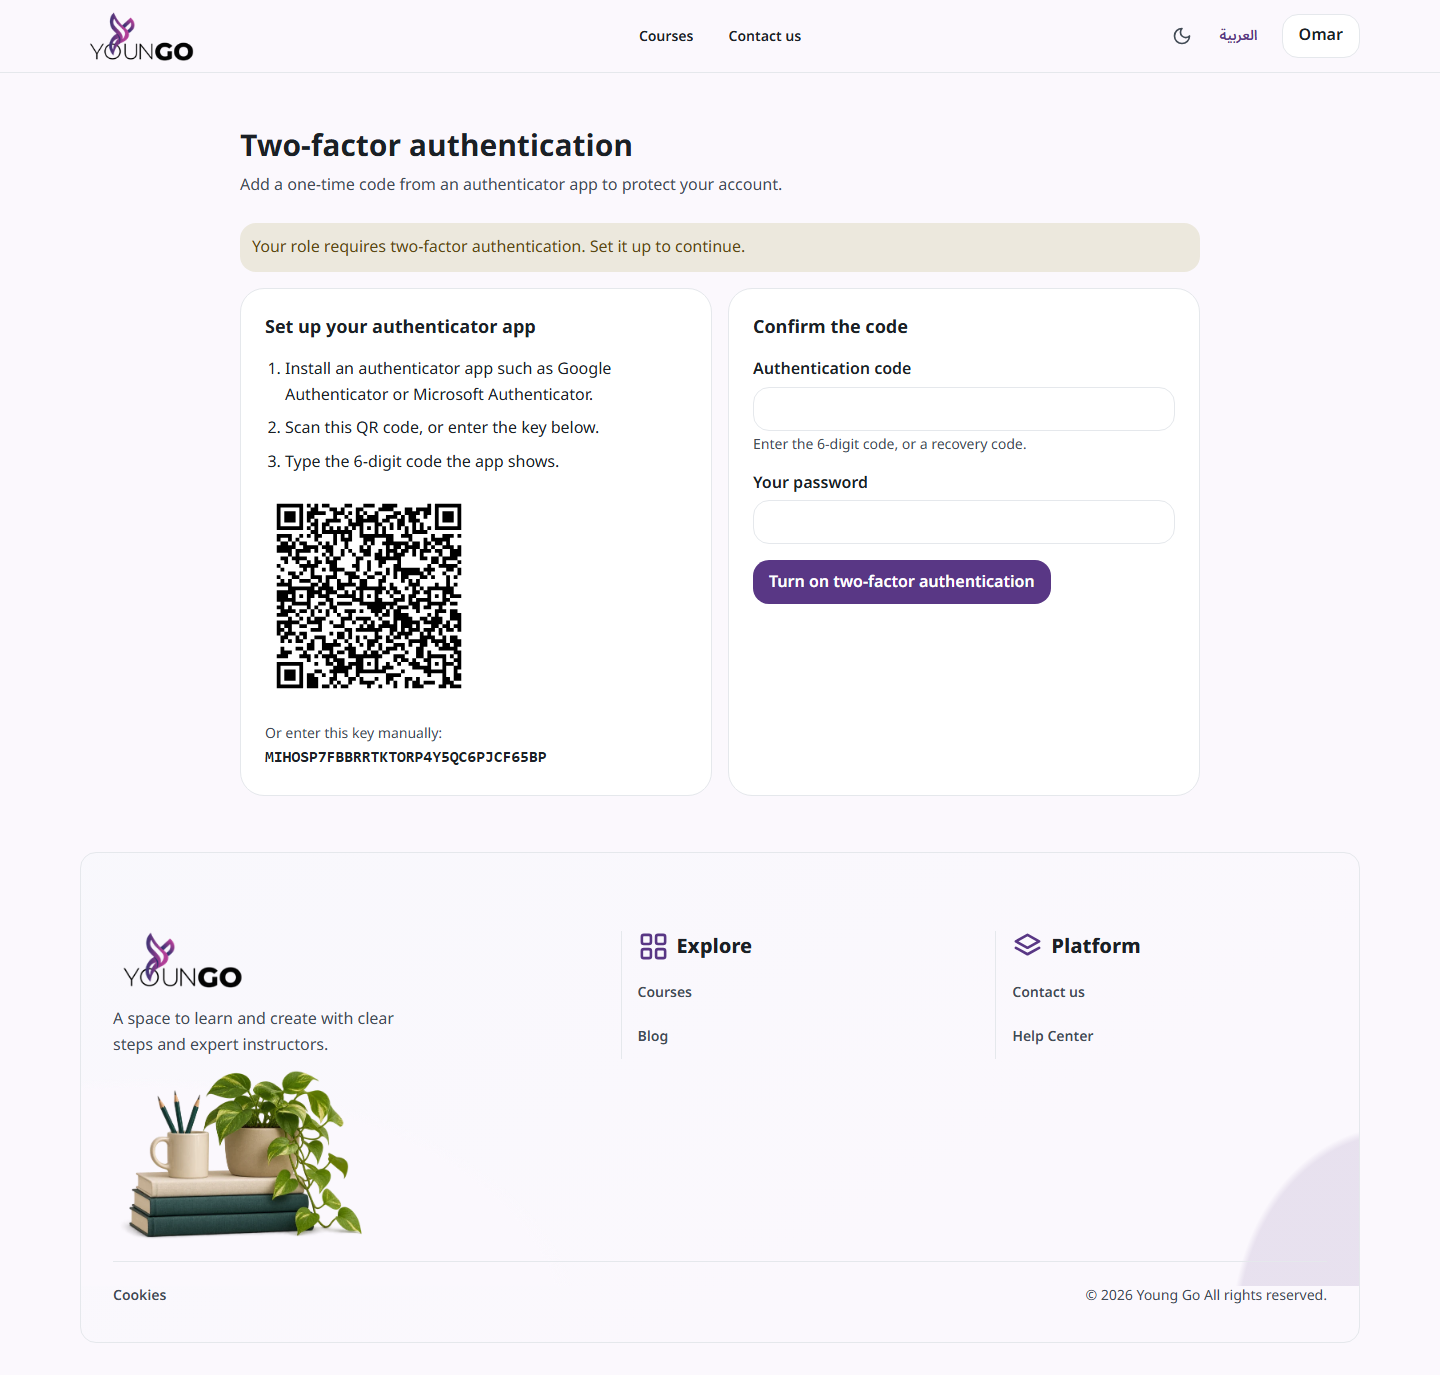 YOUNGO
Courses
Contact us
العربية
Omar
Two-factor authentication
Add a one-time code from an authenticator app to protect your account.
Your role requires two-factor authentication. Set it up to continue.
Set up your authenticator app
1. Install an authenticator app such as Google
Authenticator or Microsoft Authenticator.
2. Scan this QR code, or enter the key below.
3. Type the 6-digit code the app shows.
Or enter this key manually:
MIHOSP7FBBRRTKTORP4Y5QC6PJCF65BP
Confirm the code
Authentication code
Enter the 6-digit code, or a recovery code.
Your password
Turn on two-factor authentication
YOUNGO
A space to learn and create with clear
steps and expert instructors.
Explore
Courses
Blog
Platform
Contact us
Help Center
Cookies
© 2026 Young Go All rights reserved.